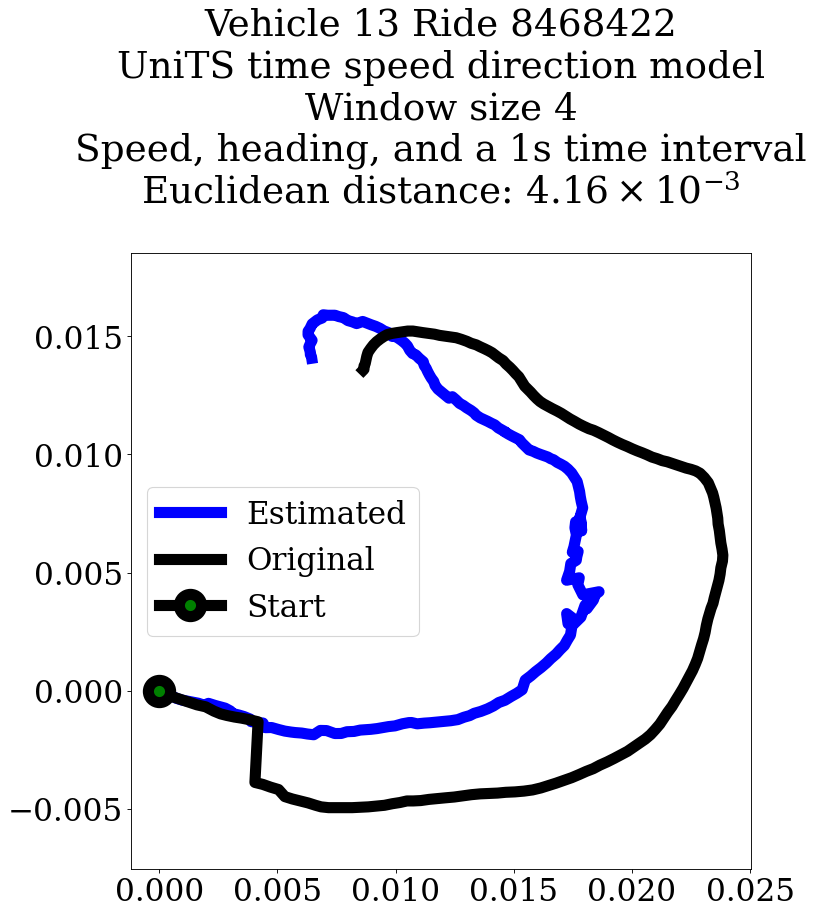 Vehicle 13 Ride 8468422
UniTS time speed direction model
Window size 4
Speed, heading, and a 1s time interval
Euclidean distance: 4.16 × 10⁻³
0.015
0.010
0.005
0.000
−0.005
Estimated
Original
Start
0.000 0.005 0.010 0.015 0.020 0.025